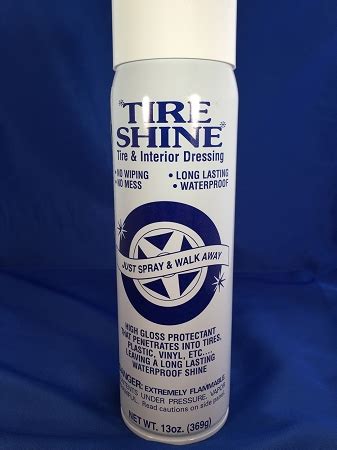 TIRE
SHINE
Tire & Interior Dressing
• NO WIPING • LONG LASTING
• NO MESS • WATERPROOF
JUST SPRAY & WALK AWAY
HIGH GLOSS PROTECTANT
THAT PENETRATES INTO TIRES,
PLASTIC, VINYL, ETC....
LEAVING A LONG LASTING
WATERPROOF SHINE
DANGER: EXTREMELY FLAMMABLE
UNDER PRESSURE. VAPOR
Read cautions on side panel.
NET WT. 13oz. (369g)